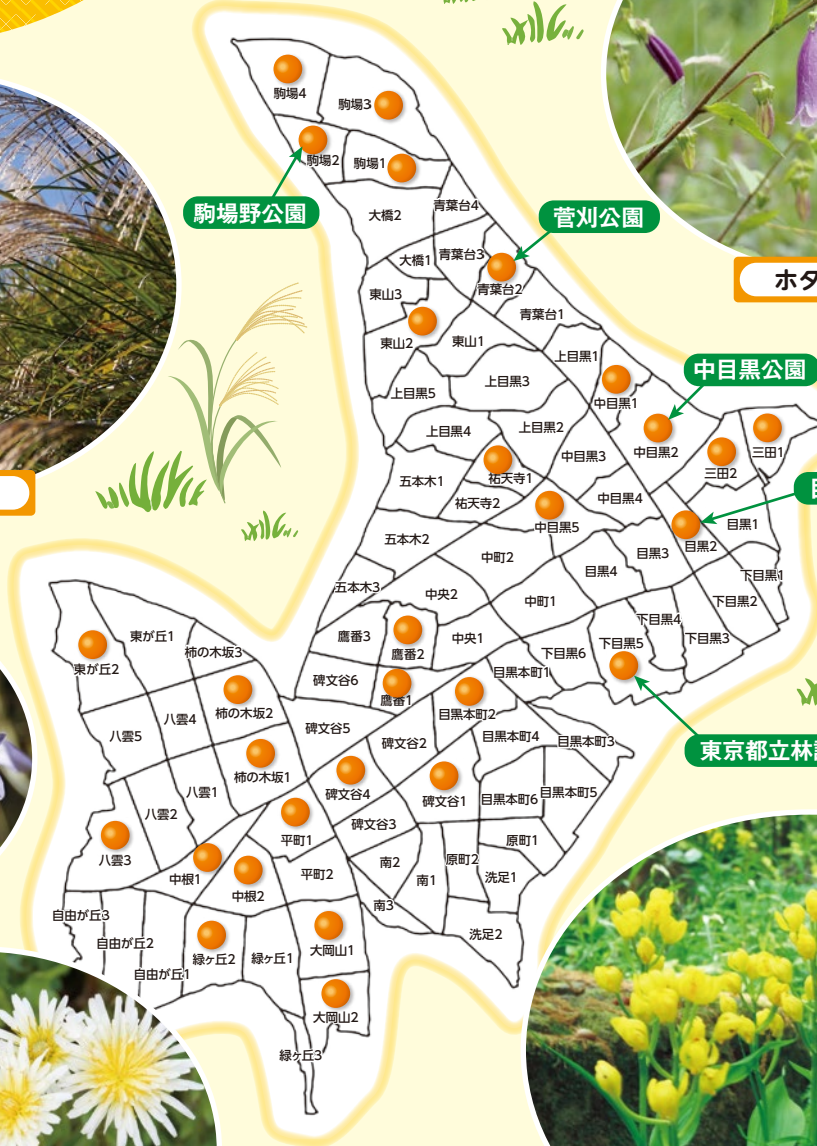 駒場4
駒場3
駒場2
駒場1
駒場野公園
大橋2
青葉台4
菅刈公園
大橋1
青葉台3
東山3
青葉台2
青葉台1
ホタ
東山2
東山1
上目黒1
中目黒公園
上目黒5
上目黒3
中目黒1
上目黒4
上目黒2
中目黒2
三田1
中目黒3
三田2
五本木1
祐天寺1
祐天寺2
中目黒4
目
中目黒5
目黒1
五本木2
中町2
目黒3
目黒2
目黒4
下目黒1
五本木3
中央2
中町1
下目黒2
鷹番3
鷹番2
中央1
下目黒4
下目黒3
下目黒5
下目黒6
東が丘1
柿の木坂3
東が丘2
碑文谷6
鷹番1
目黒本町1
柿の木坂2
目黒本町2
八雲4
八雲5
碑文谷5
碑文谷2
目黒本町4
目黒本町3
東京都立林
柿の木坂1
八雲1
碑文谷4
碑文谷1
目黒本町6
目黒本町5
八雲2
碑文谷3
平町1
原町1
八雲3
中根1
平町2
南2
南1
原町2
洗足1
中根2
南3
自由が丘3
自由が丘2
自由が丘1
緑ヶ丘2
緑ヶ丘1
大岡山1
洗足2
大岡山2
緑ヶ丘3